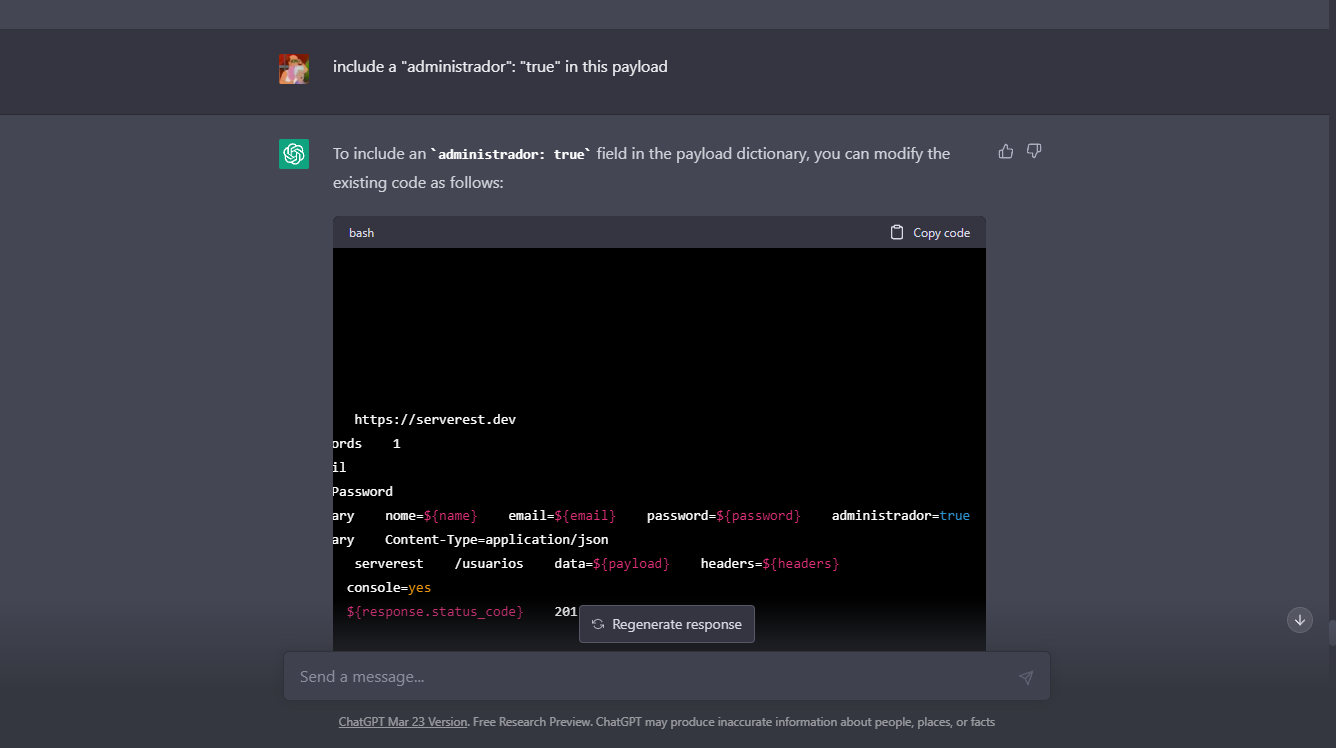 include a "administrador": "true" in this payload
To include an `administrador: true` field in the payload dictionary, you can modify the
existing code as follows:
bash Copy code
https://serverest.dev
ords 1
il
Password
ary nome=${name} email=${email} password=${password} administrador=true
ary Content-Type=application/json
serverest /usuarios data=${payload} headers=${headers}
console=yes
${response.status_code} 201
Regenerate response
Send a message...
ChatGPT Mar 23 Version. Free Research Preview. ChatGPT may produce inaccurate information about people, places, or facts